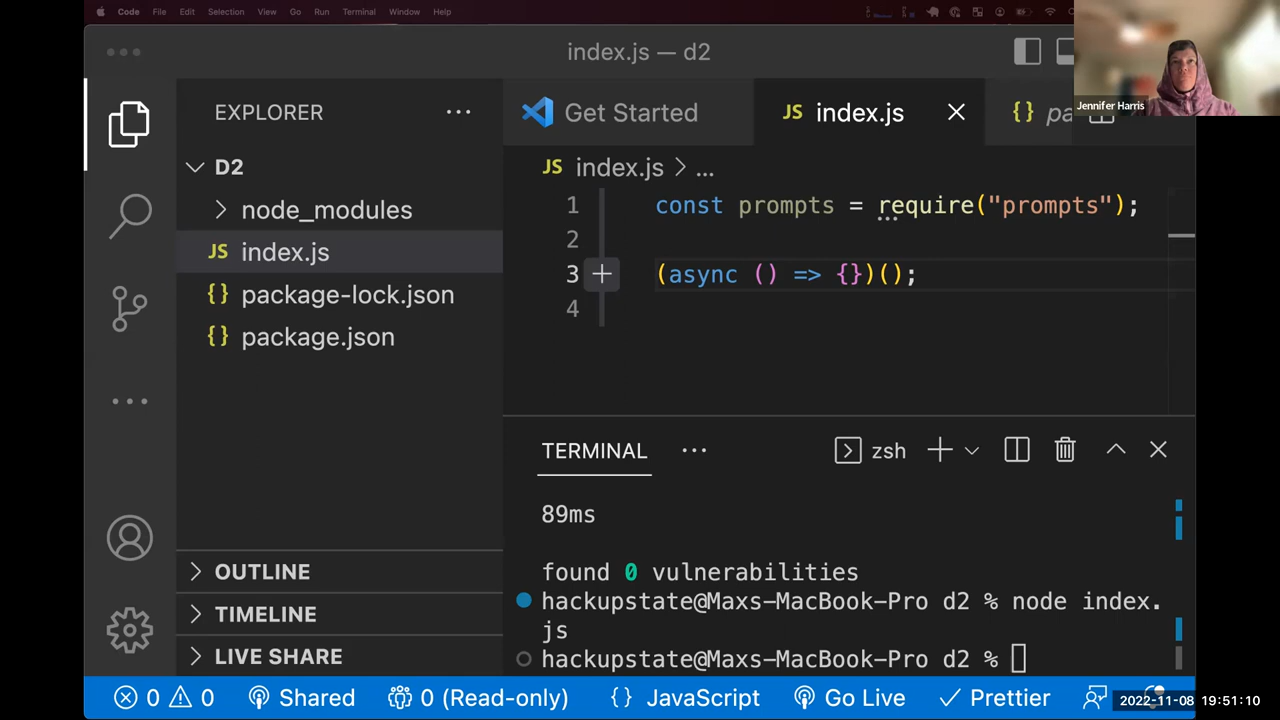 Code File Edit Selection View Go Run Terminal Window Help
index.js — d2
Jennifer Harris
EXPLORER
Get Started
JS index.js
{} pa
D2
JS index.js > ...
node_modules
JS index.js
{} package-lock.json
{} package.json
1 const prompts = require("prompts");
2
3 (async () => {})();
4
TERMINAL
zsh
89ms
found 0 vulnerabilities
hackupstate@Maxs-MacBook-Pro d2 % node index.
js
hackupstate@Maxs-MacBook-Pro d2 %
OUTLINE
TIMELINE
LIVE SHARE
0 0 Shared 0 (Read-only) {} JavaScript Go Live Prettier
2022-11-08 19:51:10